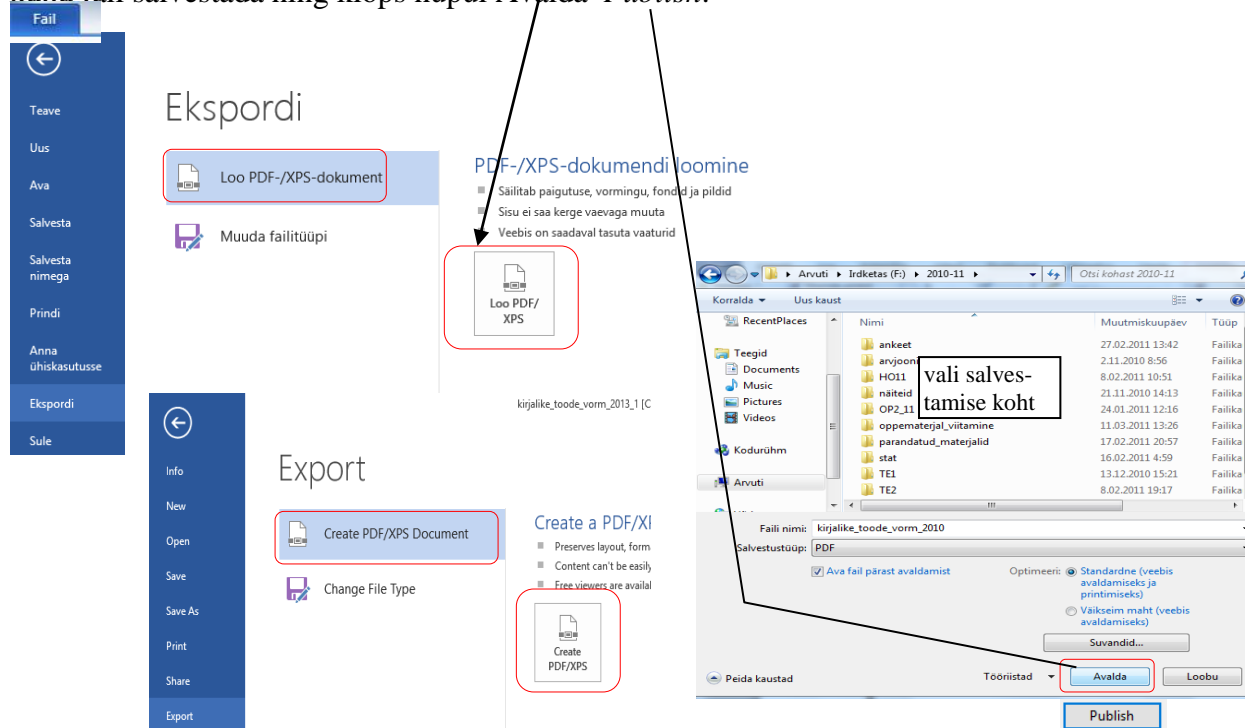 salvestada ning klõps nupul Avalda Publish.
Fail
Teave
Uus
Ava
Salvesta
Salvesta
nimega
Prindi
Anna
ühiskasutusse
Ekspordi
Sule
Ekspordi
Loo PDF-/XPS-dokument
Muuda failitüüpi
PDF-/XPS-dokumendi loomine
Säilitab paigutuse, vormingu, fondid ja pildid
Sisu ei saa kerge vaevaga muuta
Veebis on saadaval tasuta vaaturid
Loo PDF/
XPS
kirjalike_toode_vorm_2013_1 [C
Info
New
Open
Save
Save As
Print
Share
Export
Export
Create PDF/XPS Document
Change File Type
Create a PDF/XI
Preserves layout, form
Content can't be easily
Free viewers are availal
Create
PDF/XPS
Arvuti Irdketas (F:) 2010-11
Otsi kohast 2010-11
Korralda Uus kaust
RecentPlaces
Teegid
Documents
Music
Pictures
Videos
Kodurühm
Arvuti
Nimi Muutmiskuupäev Tüüp
ankeet 27.02.2011 13:42 Failika
arvjoon 2.11.2010 8:56 Failika
HO11 8.02.2011 10:51 Failika
näiteid 21.11.2010 14:13 Failika
OP2_11 24.01.2011 12:16 Failika
oppematerjal_viitamine 11.03.2011 13:26 Failika
parandatud_materjalid 17.02.2011 20:57 Failika
stat 16.02.2011 4:59 Failika
TE1 13.12.2010 15:21 Failika
TE2 8.02.2011 19:17 Failika
vali salves-
tamise koht
Faili nimi: kirjalike_toode_vorm_2010
Salvestustüüp: PDF
Ava fail pärast avaldamist
Optimeeri: Standardne (veebis
avaldamiseks ja
printimiseks)
Väikseim maht (veebis
avaldamiseks)
Suvandid...
Peida kaustad
Tööriistad
Avalda
Loobu
Publish